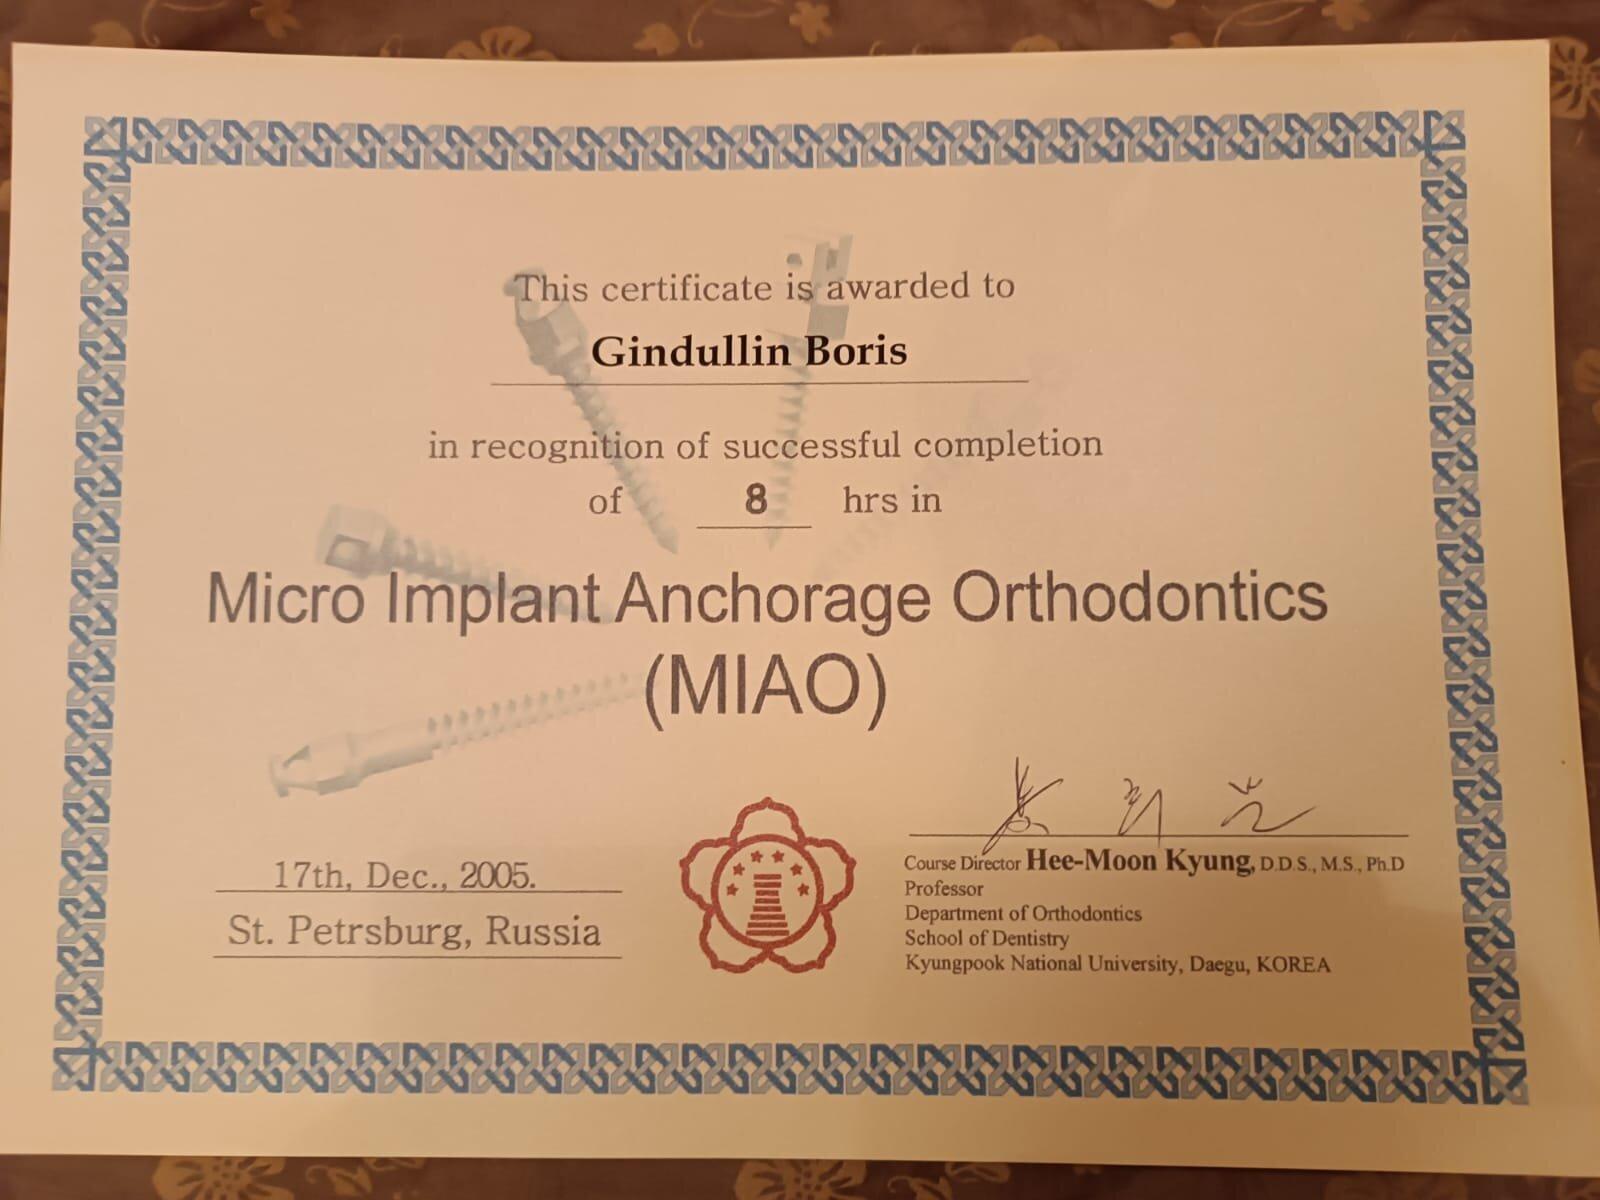 This certificate is awarded to
Gindullin Boris
in recognition of successful completion
of 8 hrs in
Micro Implant Anchorage Orthodontics
(MIAO)
17th, Dec., 2005.
St. Petrsburg, Russia
Course Director Hee-Moon Kyung, D.D.S., M.S., Ph.D
Professor
Department of Orthodontics
School of Dentistry
Kyungpook National University, Daegu, KOREA